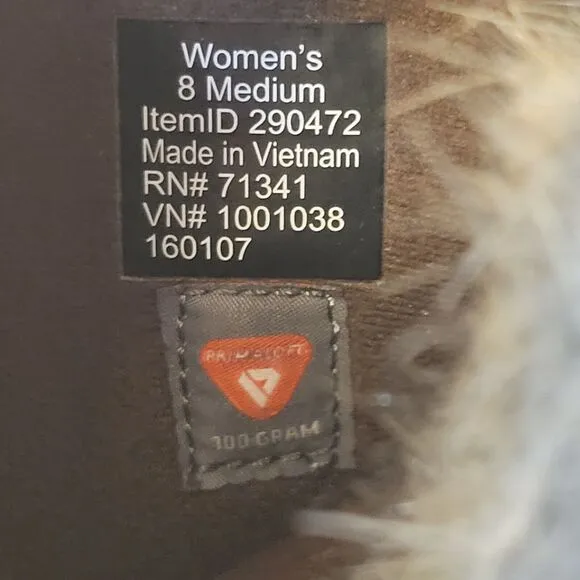 Women's
8 Medium
ItemID 290472
Made in Vietnam
RN# 71341
VN# 1001038
160107
PRIMALOFT
100 GRAM